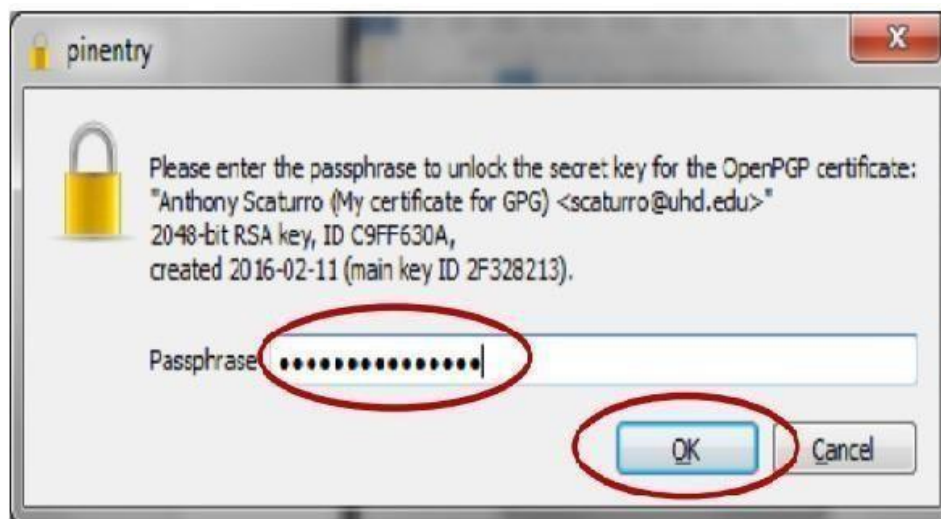 pinentry
Please enter the passphrase to unlock the secret key for the OpenPGP certificate:
"Anthony Scaturro (My certificate for GPG) <scaturro@uhd.edu>"
2048-bit RSA key, ID C9FF630A,
created 2016-02-11 (main key ID 2F328213).
Passphrase ●●●●●●●●●●●●●●●
OK Cancel